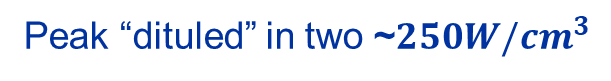 Peak “dituled” in two ~250W/cm³